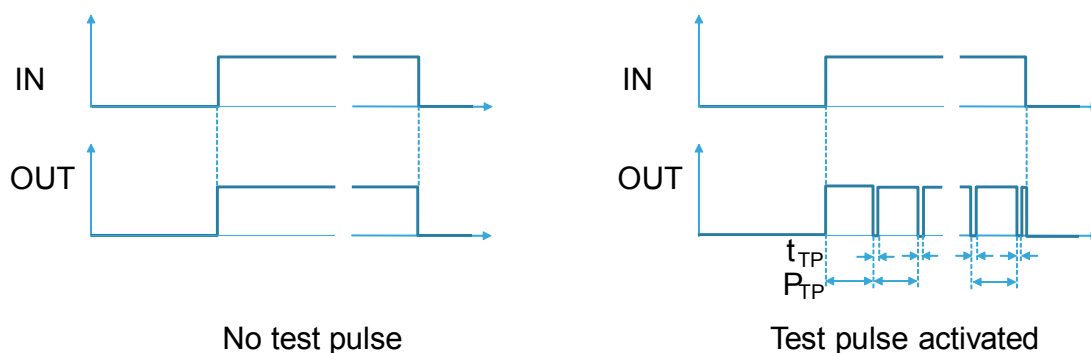 IN
OUT
No test pulse
IN
OUT
tTP
PTP
Test pulse activated